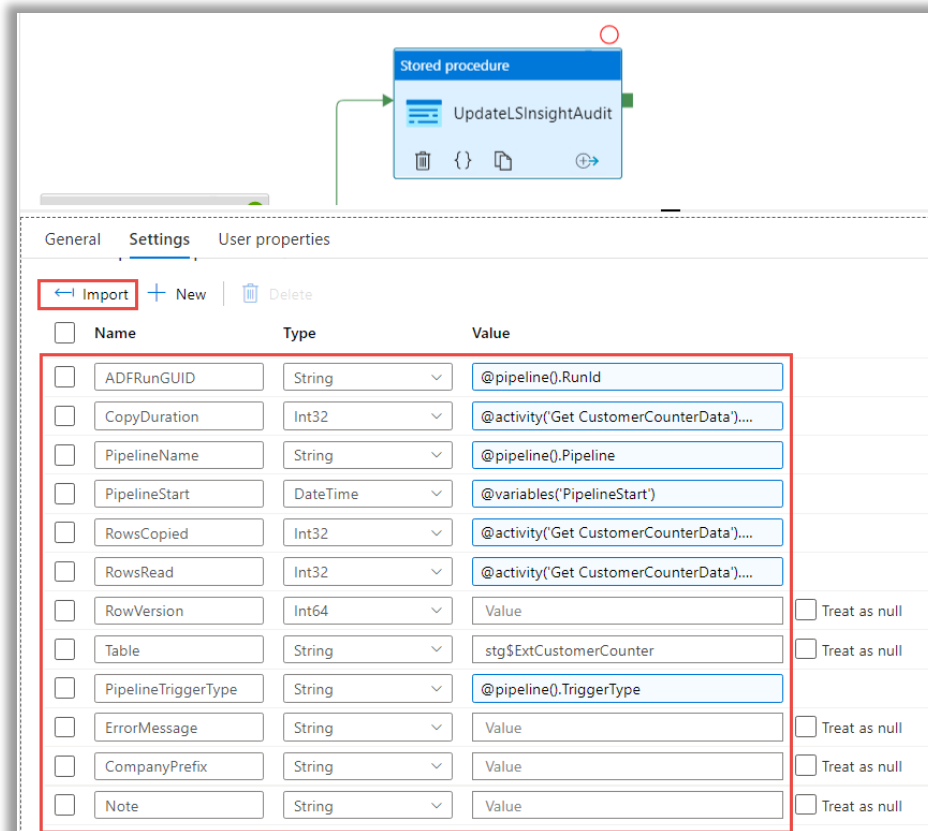 Stored procedure
UpdateLSInsightAudit
{}
General Settings User properties
Import + New Delete
Name Type Value
ADFRunGUID String @pipeline().RunId
CopyDuration Int32 @activity('Get CustomerCounterData')....
PipelineName String @pipeline().Pipeline
PipelineStart DateTime @variables('PipelineStart')
RowsCopied Int32 @activity('Get CustomerCounterData')....
RowsRead Int32 @activity('Get CustomerCounterData')....
RowVersion Int64 Value Treat as null
Table String stg$ExtCustomerCounter Treat as null
PipelineTriggerType String @pipeline().TriggerType
ErrorMessage String Value Treat as null
CompanyPrefix String Value Treat as null
Note String Value Treat as null